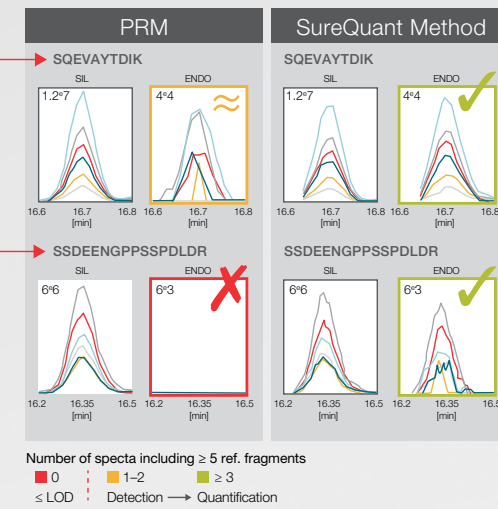 PRM
SureQuant Method
SQEVAYTDIK
SQEVAYTDIK
SIL
ENDO
SIL
ENDO
1.2e7
4e4
≈
1.2e7
4e4
16.6 16.7 16.8 16.6 16.7 16.8
16.6 16.7 16.8 16.6 16.7 16.8
[min] [min]
[min] [min]
SSDEENGPPSSPDLDR
SSDEENGPPSSPDLDR
SIL
ENDO
SIL
ENDO
6e6
6e3
6e6
6e3
16.2 16.35 16.5 16.2 16.35 16.5
16.2 16.35 16.5 16.2 16.35 16.5
[min] [min]
[min] [min]
Number of specta including ≥ 5 ref. fragments
0 1–2 ≥ 3
≤ LOD Detection → Quantification